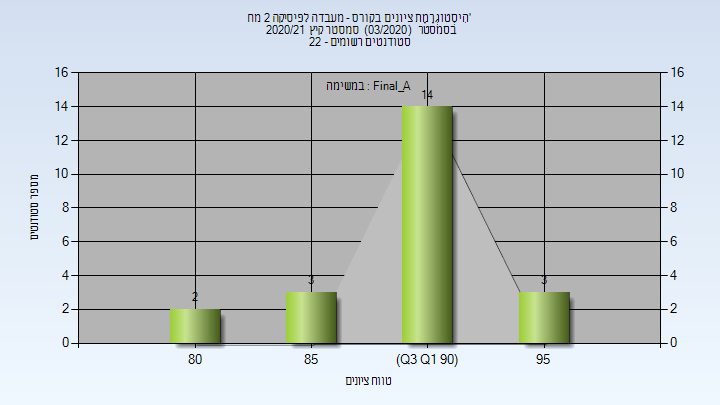 הִיסְטוֹגְרָמַת ציונים בקורס - מעבדה לפיסיקה 2 מח'
בסמסטר (03/2020) סמסטר קיץ 2020/21
סטודנטים רשומים - 22
במשימה : Final_A
16 16
14 14
12 12
10 10
8 8
6 6
4 4
2 2
0 0
2 3 14 3
מספר סטודנטים
80 85 (Q3 Q1 90) 95
טווח ציונים